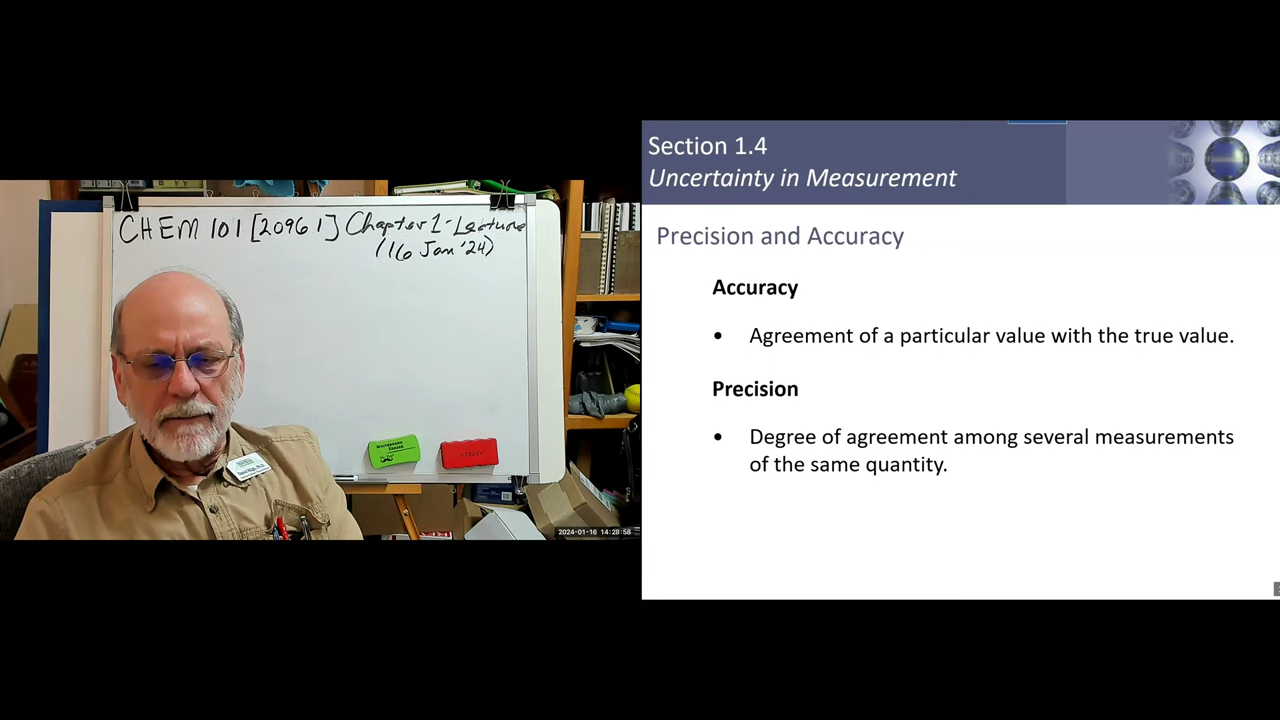 CHEM 101 [20961] Chapter 1-Lecture
(16 Jan '24)
2024-01-16 14:28:58
Section 1.4
Uncertainty in Measurement
Precision and Accuracy
Accuracy
• Agreement of a particular value with the true value.
Precision
• Degree of agreement among several measurements
of the same quantity.